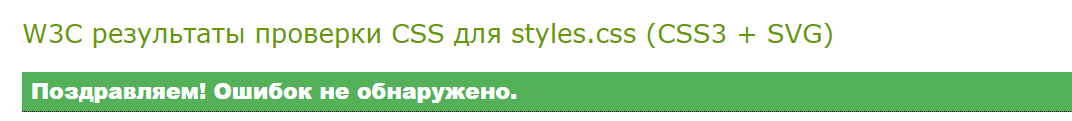 W3C результаты проверки CSS для styles.css (CSS3 + SVG)
Поздравляем! Ошибок не обнаружено.